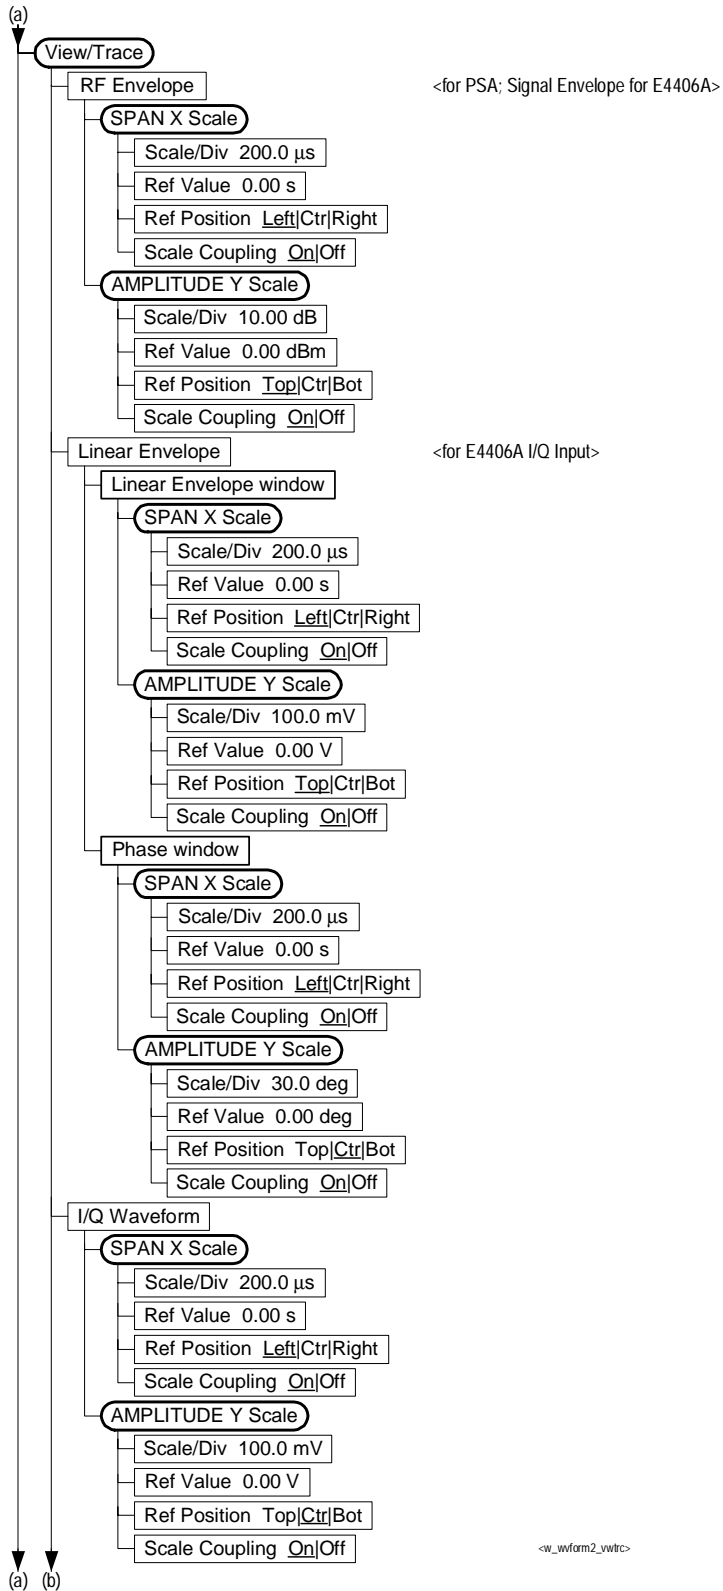 (a)
View/Trace
RF Envelope <for PSA; Signal Envelope for E4406A>
SPAN X Scale
Scale/Div 200.0 μs
Ref Value 0.00 s
Ref Position Left|Ctr|Right
Scale Coupling On|Off
AMPLITUDE Y Scale
Scale/Div 10.00 dB
Ref Value 0.00 dBm
Ref Position Top|Ctr|Bot
Scale Coupling On|Off
Linear Envelope <for E4406A I/Q Input>
Linear Envelope window
SPAN X Scale
Scale/Div 200.0 μs
Ref Value 0.00 s
Ref Position Left|Ctr|Right
Scale Coupling On|Off
AMPLITUDE Y Scale
Scale/Div 100.0 mV
Ref Value 0.00 V
Ref Position Top|Ctr|Bot
Scale Coupling On|Off
Phase window
SPAN X Scale
Scale/Div 200.0 μs
Ref Value 0.00 s
Ref Position Left|Ctr|Right
Scale Coupling On|Off
AMPLITUDE Y Scale
Scale/Div 30.0 deg
Ref Value 0.00 deg
Ref Position Top|Ctr|Bot
Scale Coupling On|Off
I/Q Waveform
SPAN X Scale
Scale/Div 200.0 μs
Ref Value 0.00 s
Ref Position Left|Ctr|Right
Scale Coupling On|Off
AMPLITUDE Y Scale
Scale/Div 100.0 mV
Ref Value 0.00 V
Ref Position Top|Ctr|Bot
Scale Coupling On|Off <w_wvform2_vwtrc>
(a) (b)